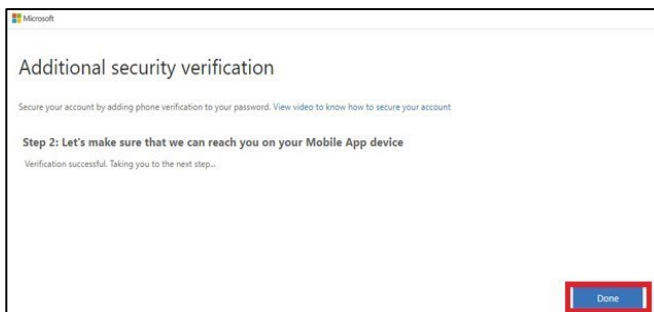 Microsoft
Additional security verification
Secure your account by adding phone verification to your password. View video to know how to secure your account
Step 2: Let's make sure that we can reach you on your Mobile App device
Verification successful. Taking you to the next step...
Done